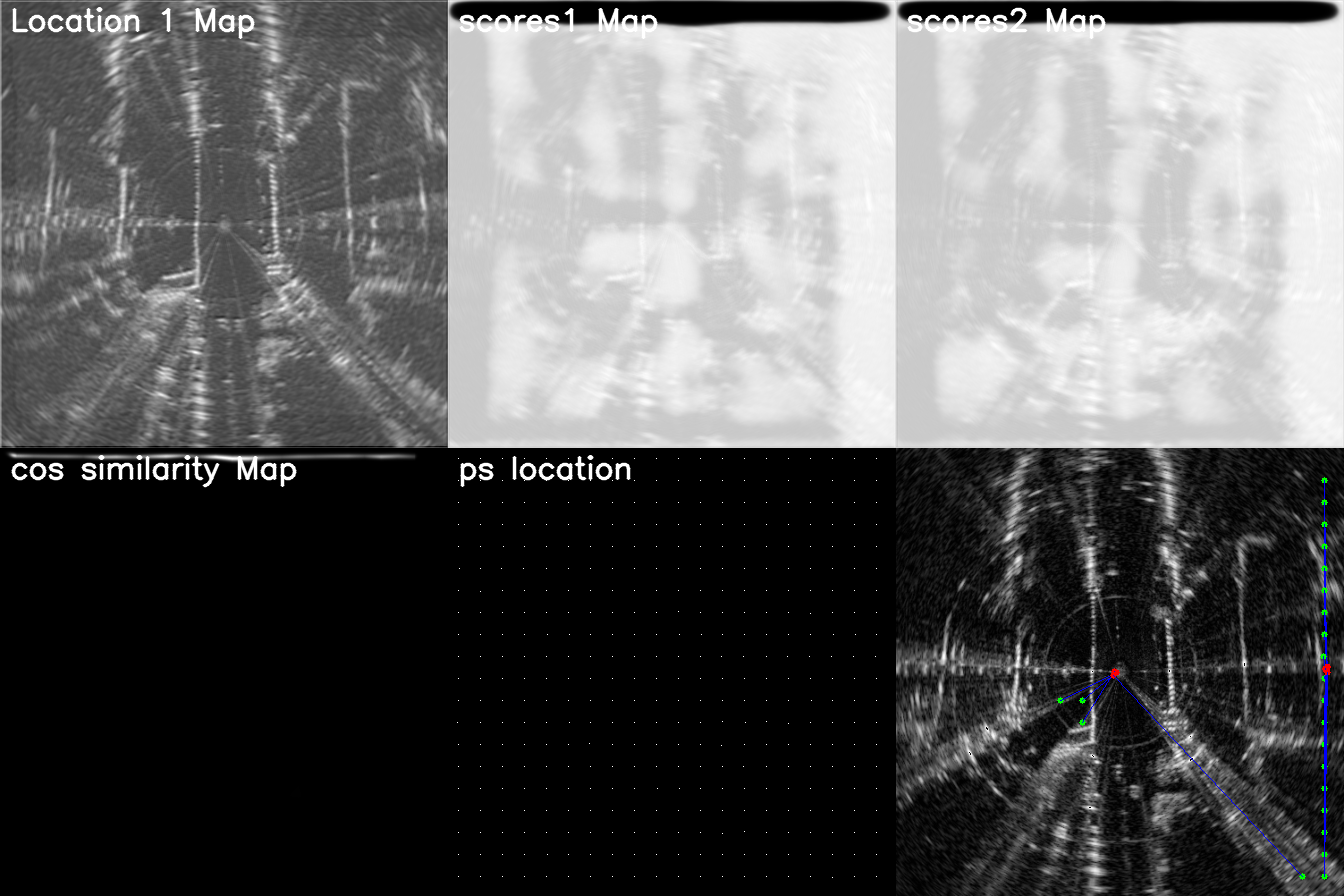 Location 1 Map
scores1 Map
scores2 Map
cos similarity Map
ps location